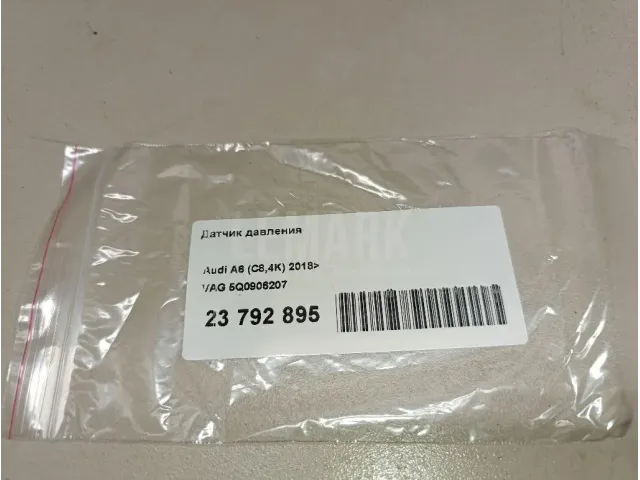 Датчик давления
Audi A6 (C8,4K) 2018>
VAG 5Q0906207
23 792 895